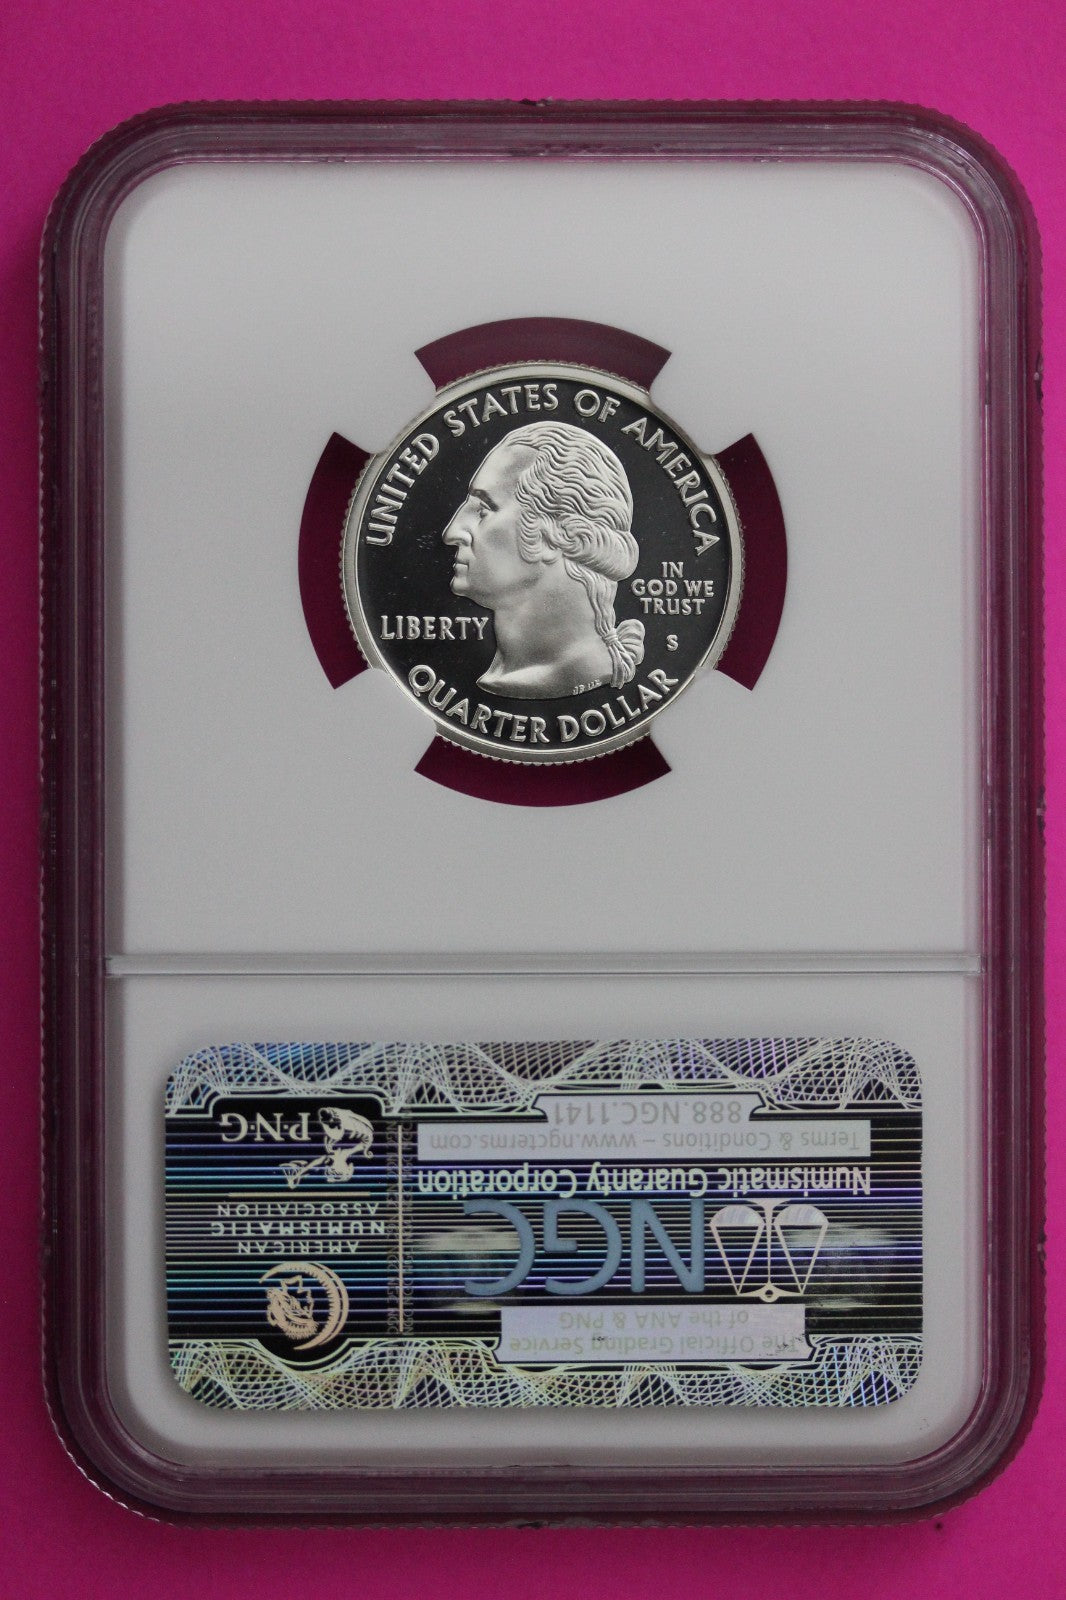 UNITED STATES OF AMERICA
LIBERTY
IN
GOD WE
TRUST
S
QUARTER DOLLAR
The Official Grading Service
of the ANA & PNG
NGC
Numismatic Guaranty Corporation
Terms & Conditions – www.ngcterms.com
888.NGC.1141
AMERICAN
NUMISMATIC
ASSOCIATION
P·N·G